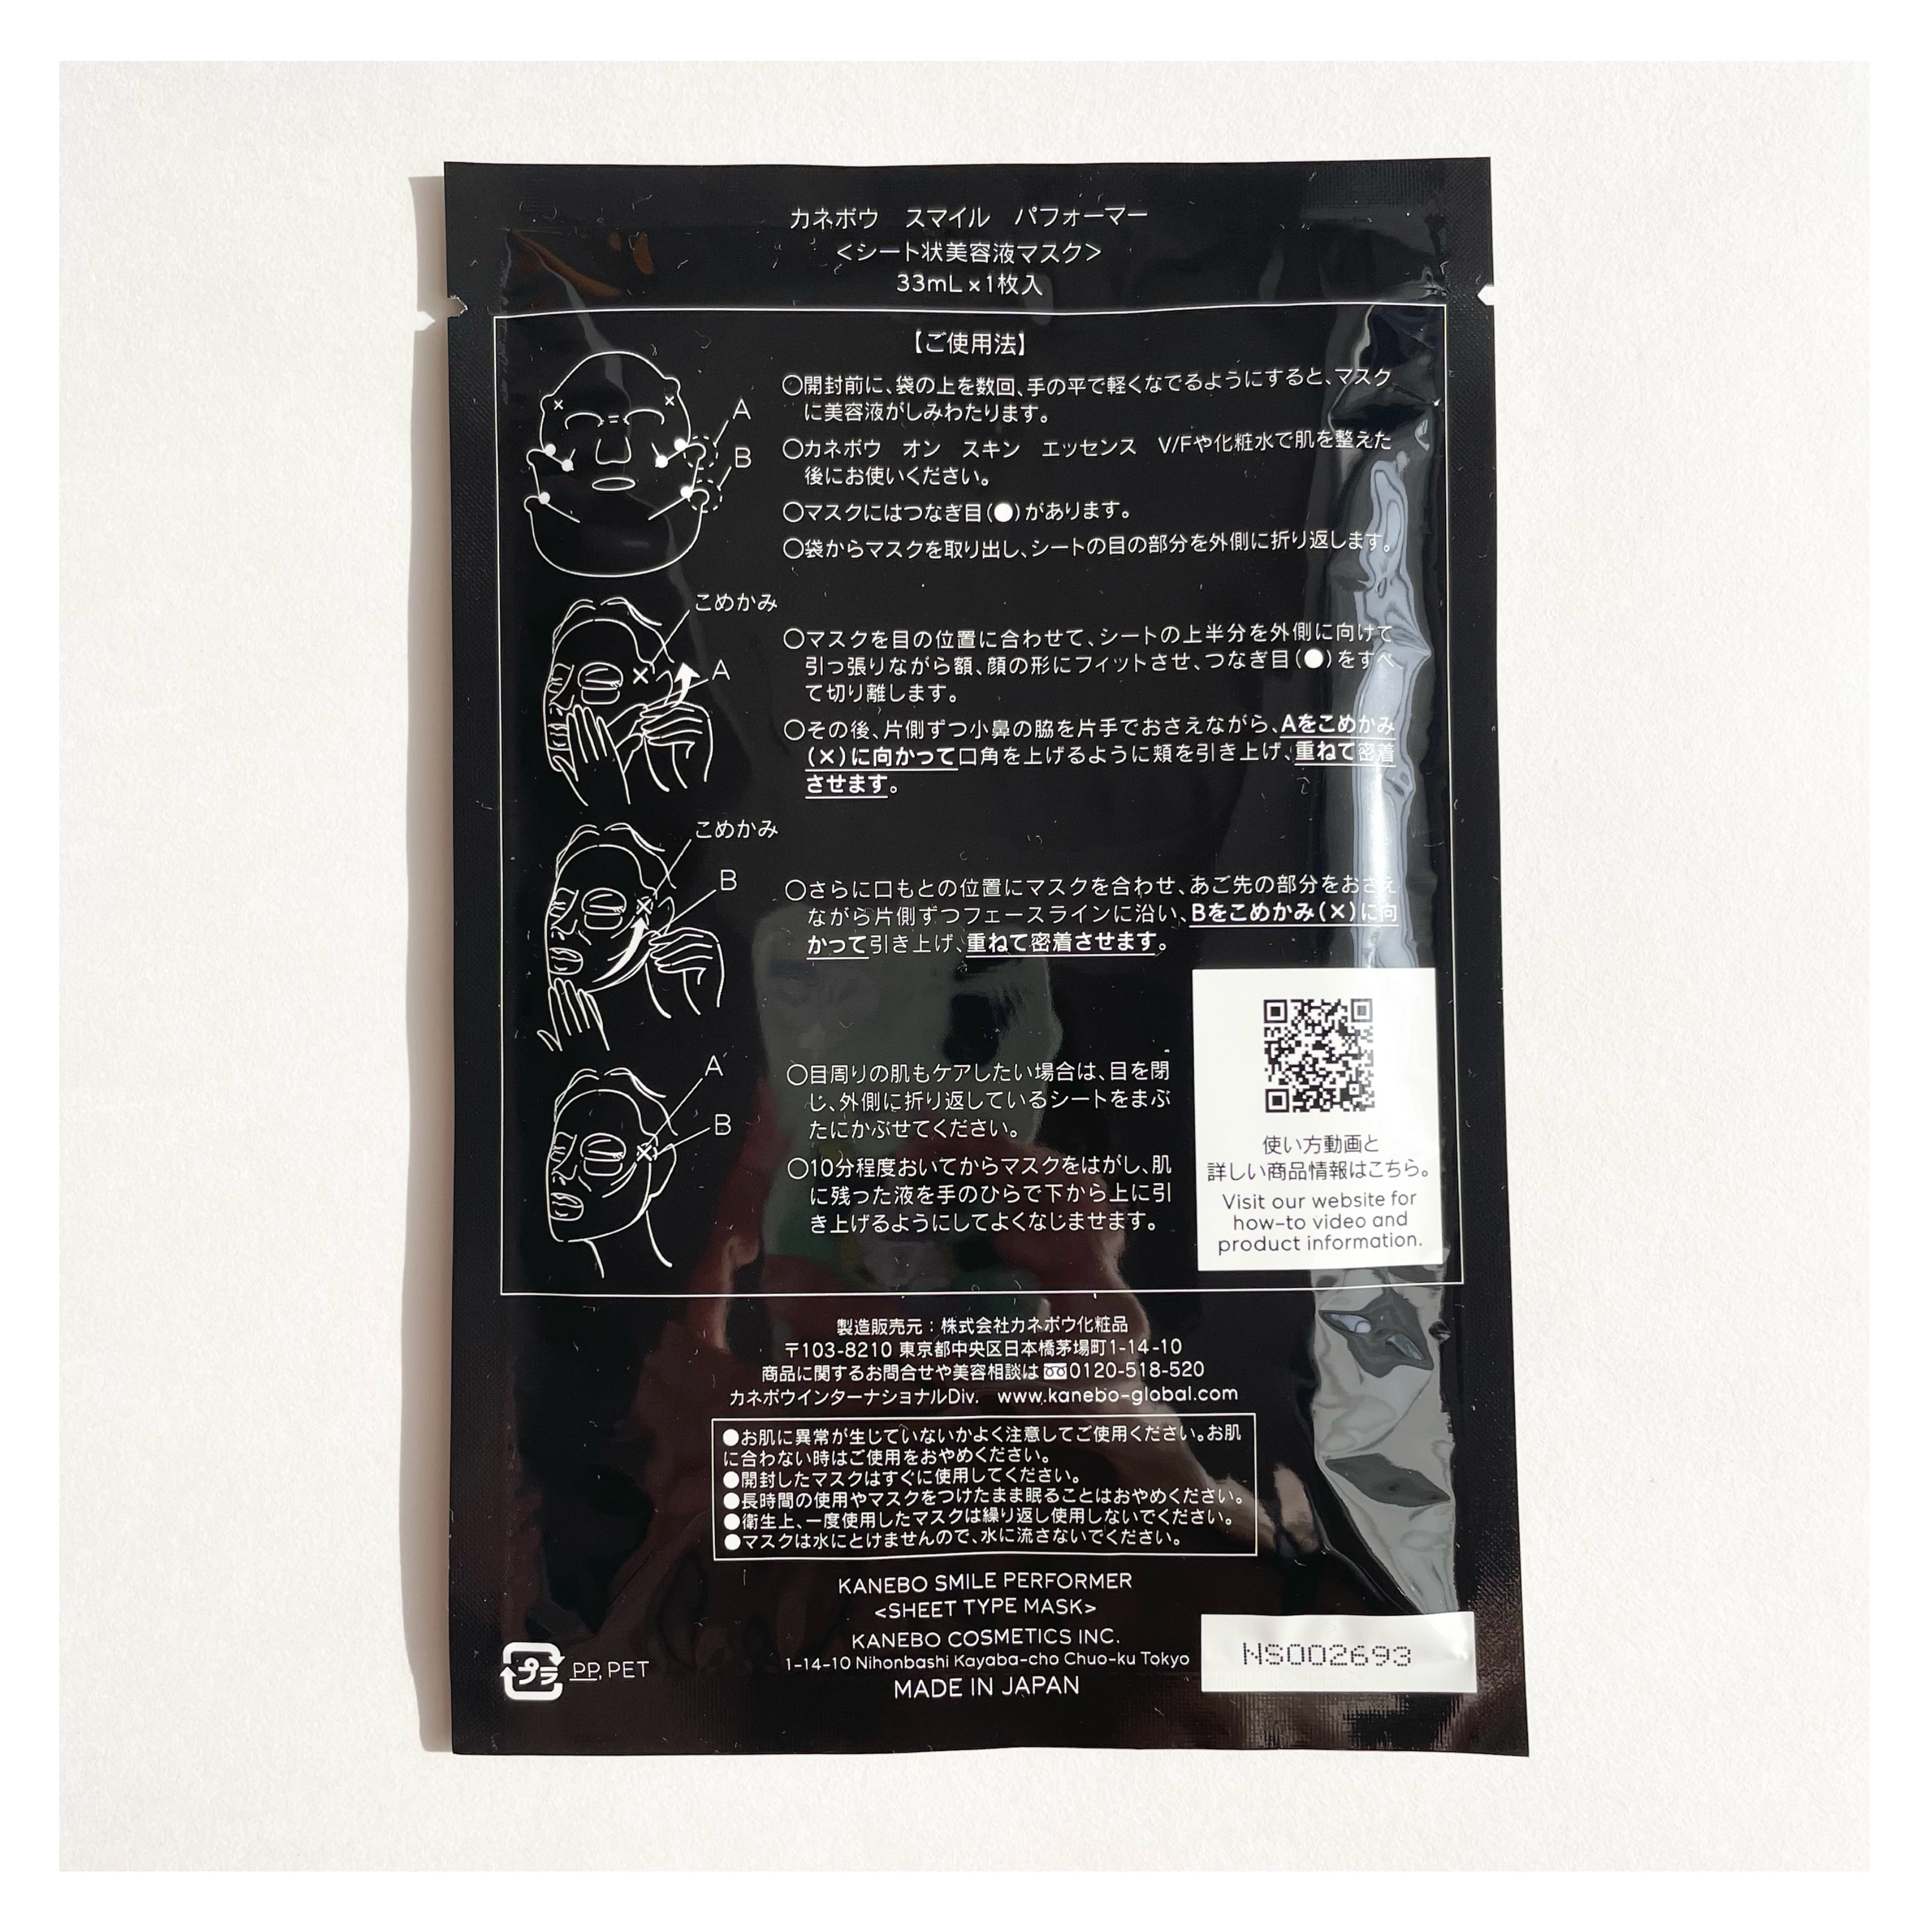 カネボウ　スマイル　パフォーマー
<シート状美容液マスク>
33mL×1枚入
【ご使用法】
A
B
○開封前に、袋の上を数回、手の平で軽くなでるようにすると、マスク
に美容液がしみわたります。
○カネボウ　オン　スキン　エッセンス　V/Fや化粧水で肌を整えた
後にお使いください。
○マスクにはつなぎ目(●)があります。
○袋からマスクを取り出し、シートの目の部分を外側に折り返します。
こめかみ
A
○マスクを目の位置に合わせて、シートの上半分を外側に向けて
引っ張りながら額、顔の形にフィットさせ、つなぎ目(●)をすべ
て切り離します。
○その後、片側ずつ小鼻の脇を片手でおさえながら、Aをこめかみ
(×)に向かって口角を上げるように頬を引き上げ、重ねて密着
させます。
こめかみ
B
○さらに口もとの位置にマスクを合わせ、あご先の部分をおさえ
ながら片側ずつフェースラインに沿い、Bをこめかみ(×)に向
かって引き上げ、重ねて密着させます。
A
B
○目周りの肌もケアしたい場合は、目を閉
じ、外側に折り返しているシートをまぶ
たにかぶせてください。
○10分程度おいてからマスクをはがし、肌
に残った液を手のひらで下から上に引
き上げるようにしてよくなじませます。
使い方動画と
詳しい商品情報はこちら。
Visit our website for
how-to video and
product information.
製造販売元：株式会社カネボウ化粧品
〒103-8210 東京都中央区日本橋茅場町1-14-10
商品に関するお問合せや美容相談は 0120-518-520
カネボウインターナショナルDiv.　www.kanebo-global.com
●お肌に異常が生じていないかよく注意してご使用ください。お肌
に合わない時はご使用をおやめください。
●開封したマスクはすぐに使用してください。
●長時間の使用やマスクをつけたまま眠ることはおやめください。
●衛生上、一度使用したマスクは繰り返し使用しないでください。
●マスクは水にとけませんので、水に流さないでください。
KANEBO SMILE PERFORMER
<SHEET TYPE MASK>
KANEBO COSMETICS INC.
1-14-10 Nihonbashi Kayaba-cho Chuo-ku Tokyo
MADE IN JAPAN
プラ PP, PET
NS002693